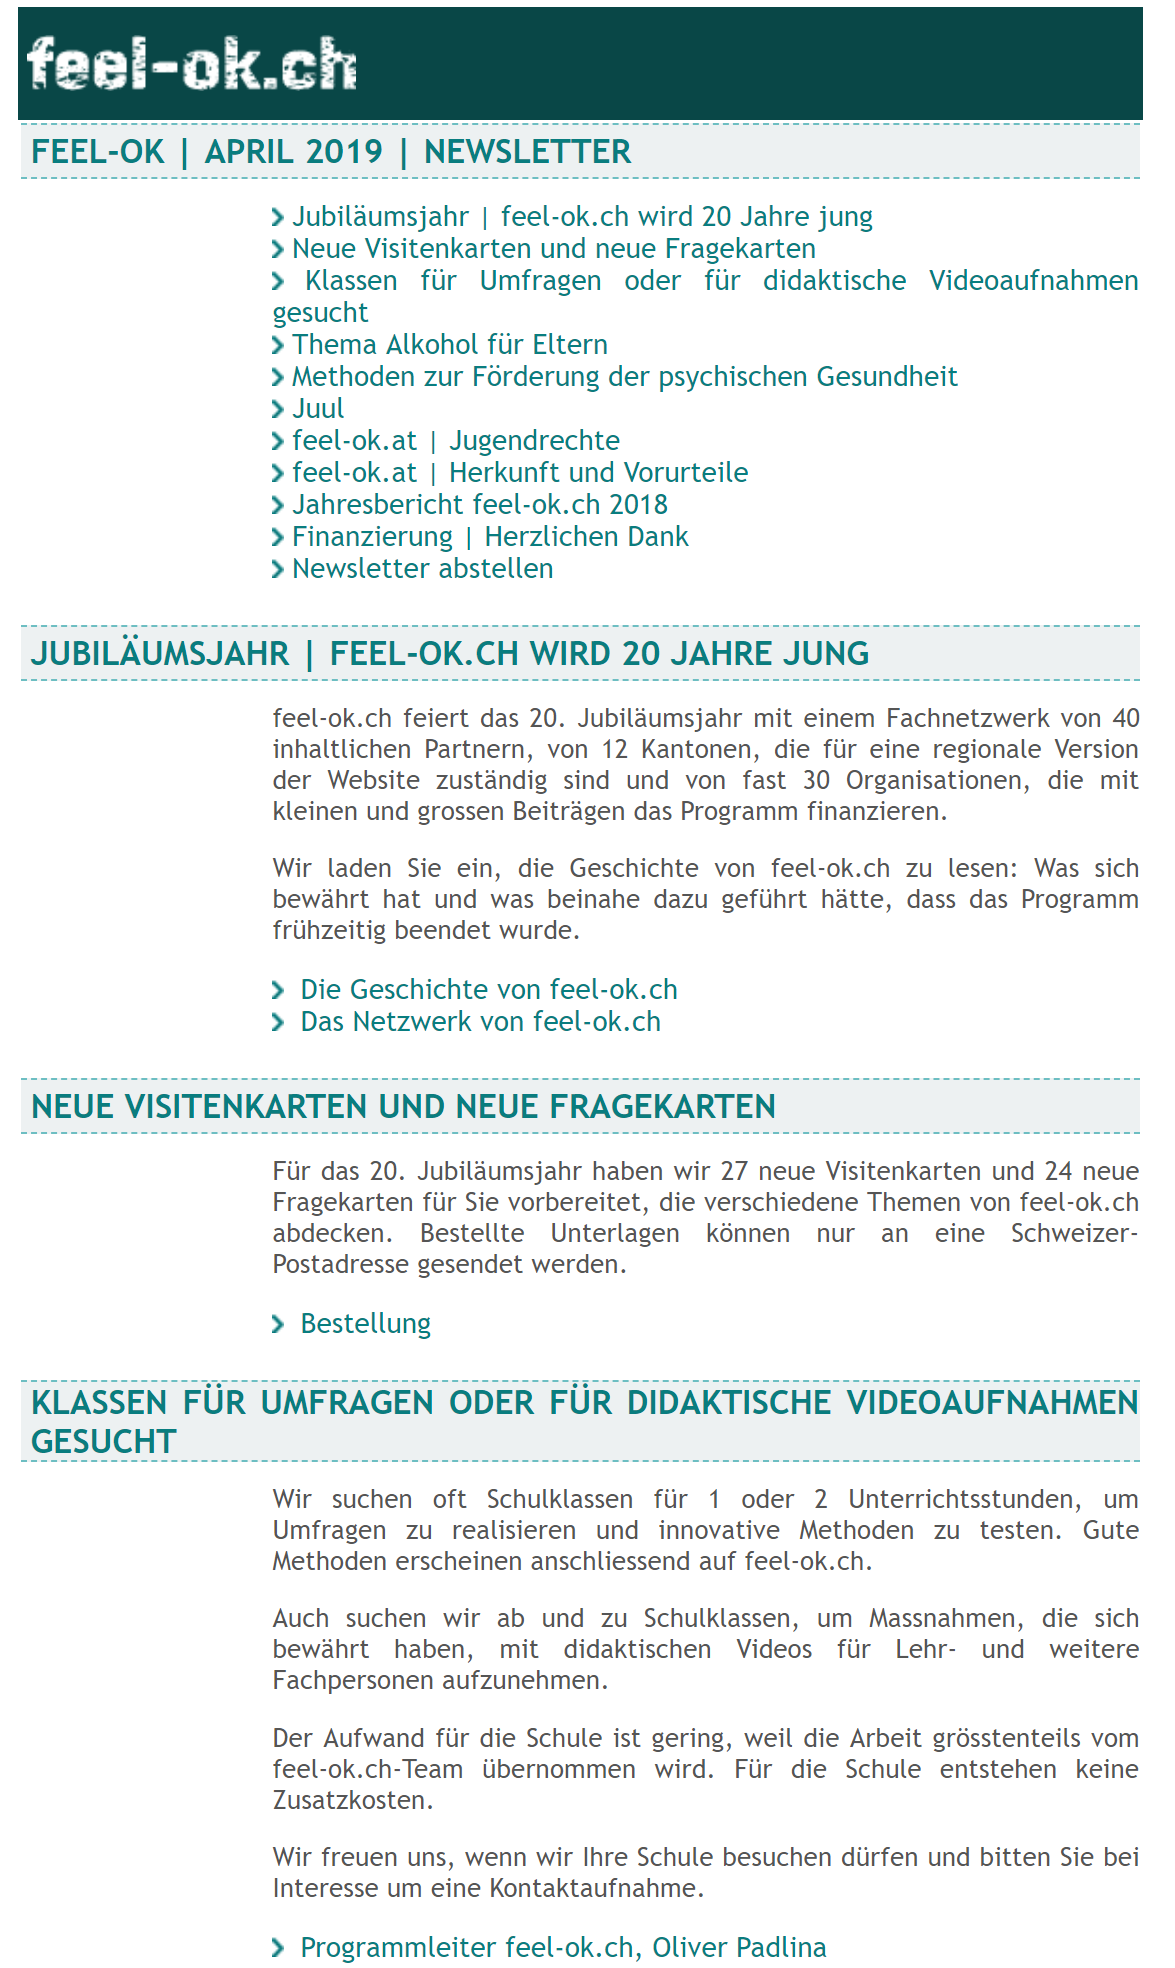 feel-ok.ch
FEEL-OK | APRIL 2019 | NEWSLETTER
Jubiläumsjahr | feel-ok.ch wird 20 Jahre jung
Neue Visitenkarten und neue Fragekarten
Klassen für Umfragen oder für didaktische Videoaufnahmen
gesucht
Thema Alkohol für Eltern
Methoden zur Förderung der psychischen Gesundheit
Juul
feel-ok.at | Jugendrechte
feel-ok.at | Herkunft und Vorurteile
Jahresbericht feel-ok.ch 2018
Finanzierung | Herzlichen Dank
Newsletter abstellen
JUBILÄUMSJAHR | FEEL-OK.CH WIRD 20 JAHRE JUNG
feel-ok.ch feiert das 20. Jubiläumsjahr mit einem Fachnetzwerk von 40
inhaltlichen Partnern, von 12 Kantonen, die für eine regionale Version
der Website zuständig sind und von fast 30 Organisationen, die mit
kleinen und grossen Beiträgen das Programm finanzieren.
Wir laden Sie ein, die Geschichte von feel-ok.ch zu lesen: Was sich
bewährt hat und was beinahe dazu geführt hätte, dass das Programm
frühzeitig beendet wurde.
Die Geschichte von feel-ok.ch
Das Netzwerk von feel-ok.ch
NEUE VISITENKARTEN UND NEUE FRAGEKARTEN
Für das 20. Jubiläumsjahr haben wir 27 neue Visitenkarten und 24 neue
Fragekarten für Sie vorbereitet, die verschiedene Themen von feel-ok.ch
abdecken. Bestellte Unterlagen können nur an eine Schweizer-
Postadresse gesendet werden.
Bestellung
KLASSEN FÜR UMFRAGEN ODER FÜR DIDAKTISCHE VIDEOAUFNAHMEN
GESUCHT
Wir suchen oft Schulklassen für 1 oder 2 Unterrichtsstunden, um
Umfragen zu realisieren und innovative Methoden zu testen. Gute
Methoden erscheinen anschliessend auf feel-ok.ch.
Auch suchen wir ab und zu Schulklassen, um Massnahmen, die sich
bewährt haben, mit didaktischen Videos für Lehr- und weitere
Fachpersonen aufzunehmen.
Der Aufwand für die Schule ist gering, weil die Arbeit grösstenteils vom
feel-ok.ch-Team übernommen wird. Für die Schule entstehen keine
Zusatzkosten.
Wir freuen uns, wenn wir Ihre Schule besuchen dürfen und bitten Sie bei
Interesse um eine Kontaktaufnahme.
Programmleiter feel-ok.ch, Oliver Padlina